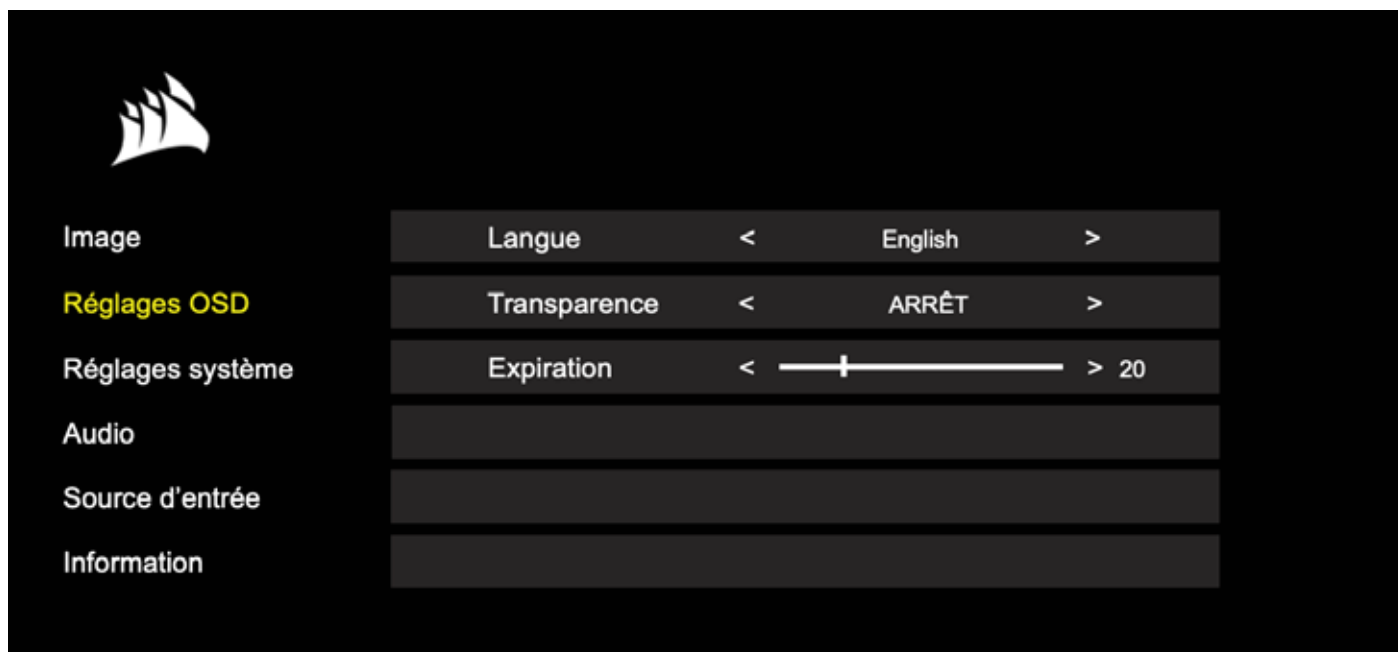 Image Langue < English >
Réglages OSD Transparence < ARRÊT >
Réglages système Expiration < > 20
Audio
Source d’entrée
Information